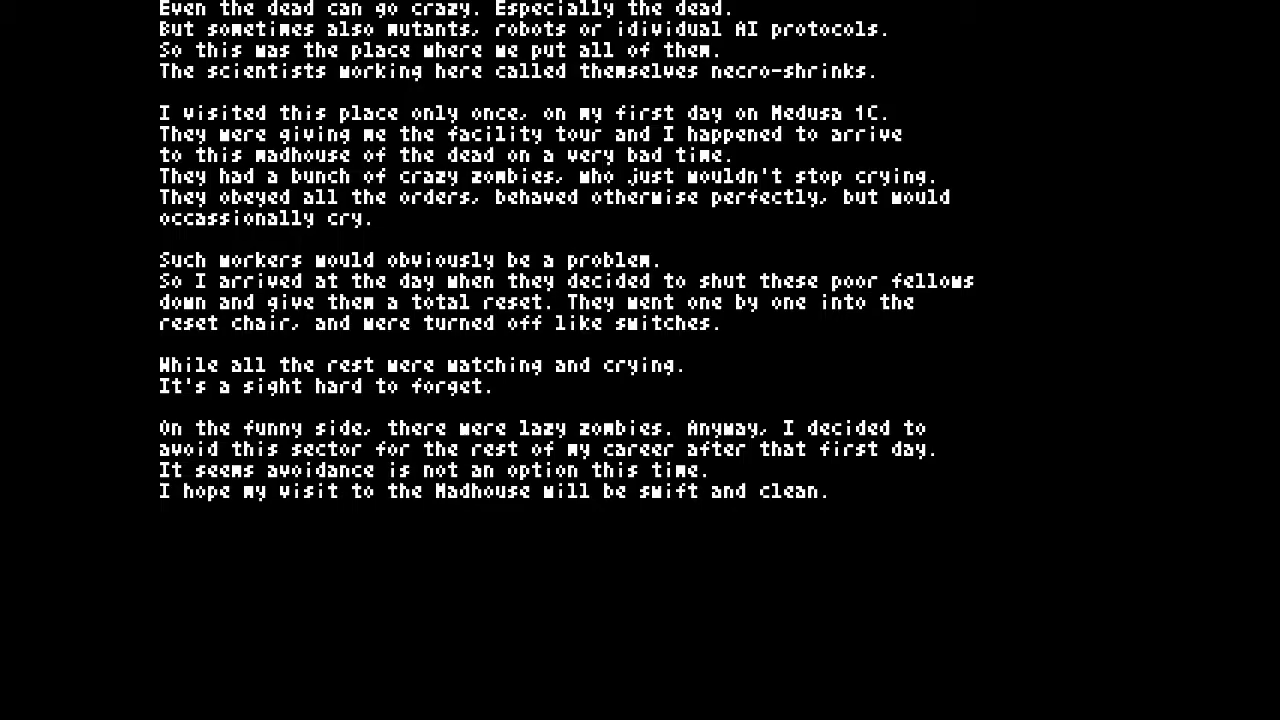 Even the dead can go crazy. Especially the dead.
But sometimes also mutants, robots or idividual AI protocols.
So this was the place where we put all of them.
The scientists working here called themselves necro-shrinks.
I visited this place only once, on my first day on Medusa 1C.
They were giving me the facility tour and I happened to arrive
to this madhouse of the dead on a very bad time.
They had a bunch of crazy zombies, who just wouldn't stop crying.
They obeyed all the orders, behaved otherwise perfectly, but would
occassionally cry.
Such workers would obviously be a problem.
So I arrived at the day when they decided to shut these poor fellows
down and give them a total reset. They went one by one into the
reset chair, and were turned off like switches.
While all the rest were watching and crying.
It's a sight hard to forget.
On the funny side, there were lazy zombies. Anyway, I decided to
avoid this sector for the rest of my career after that first day.
It seems avoidance is not an option this time.
I hope my visit to the Madhouse will be swift and clean.